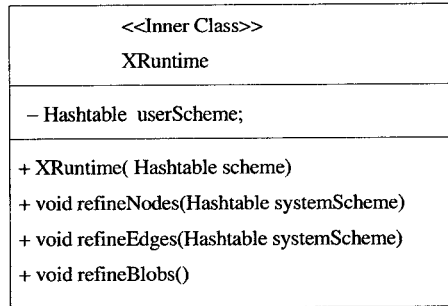 <<Inner Class>>
XRuntime
– Hashtable userScheme;
+ XRuntime( Hashtable scheme)
+ void refineNodes(Hashtable systemScheme)
+ void refineEdges(Hashtable systemScheme)
+ void refineBlobs()